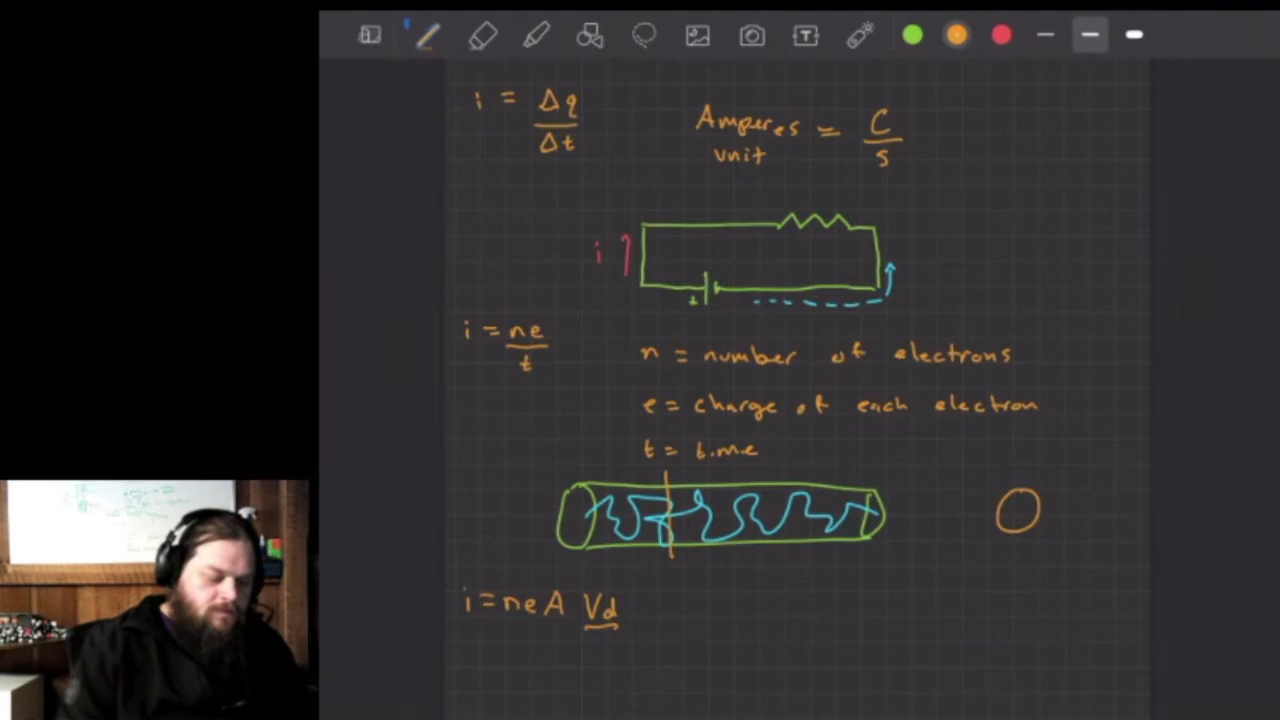 i = Δq / Δt
Amperes unit = C / s
i
+
i = ne / t
n = number of electrons
e = charge of each electron
t = time
i = neA Vd